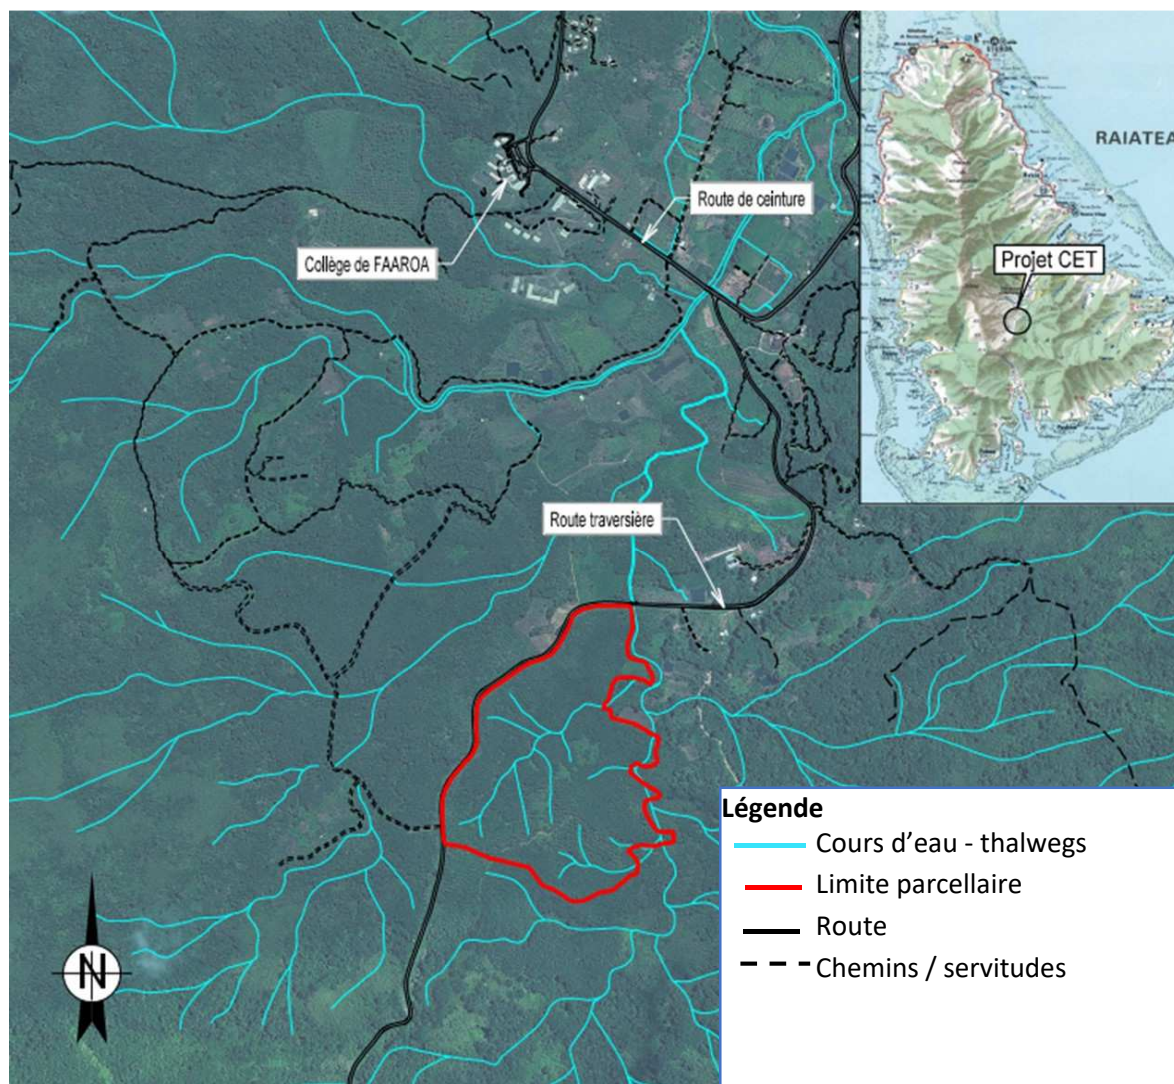 RAIATEA
Route de ceinture
Collège de FAAROA
Projet CET
Route traversière
Légende
Cours d’eau - thalwegs
Limite parcellaire
Route
Chemins / servitudes
N